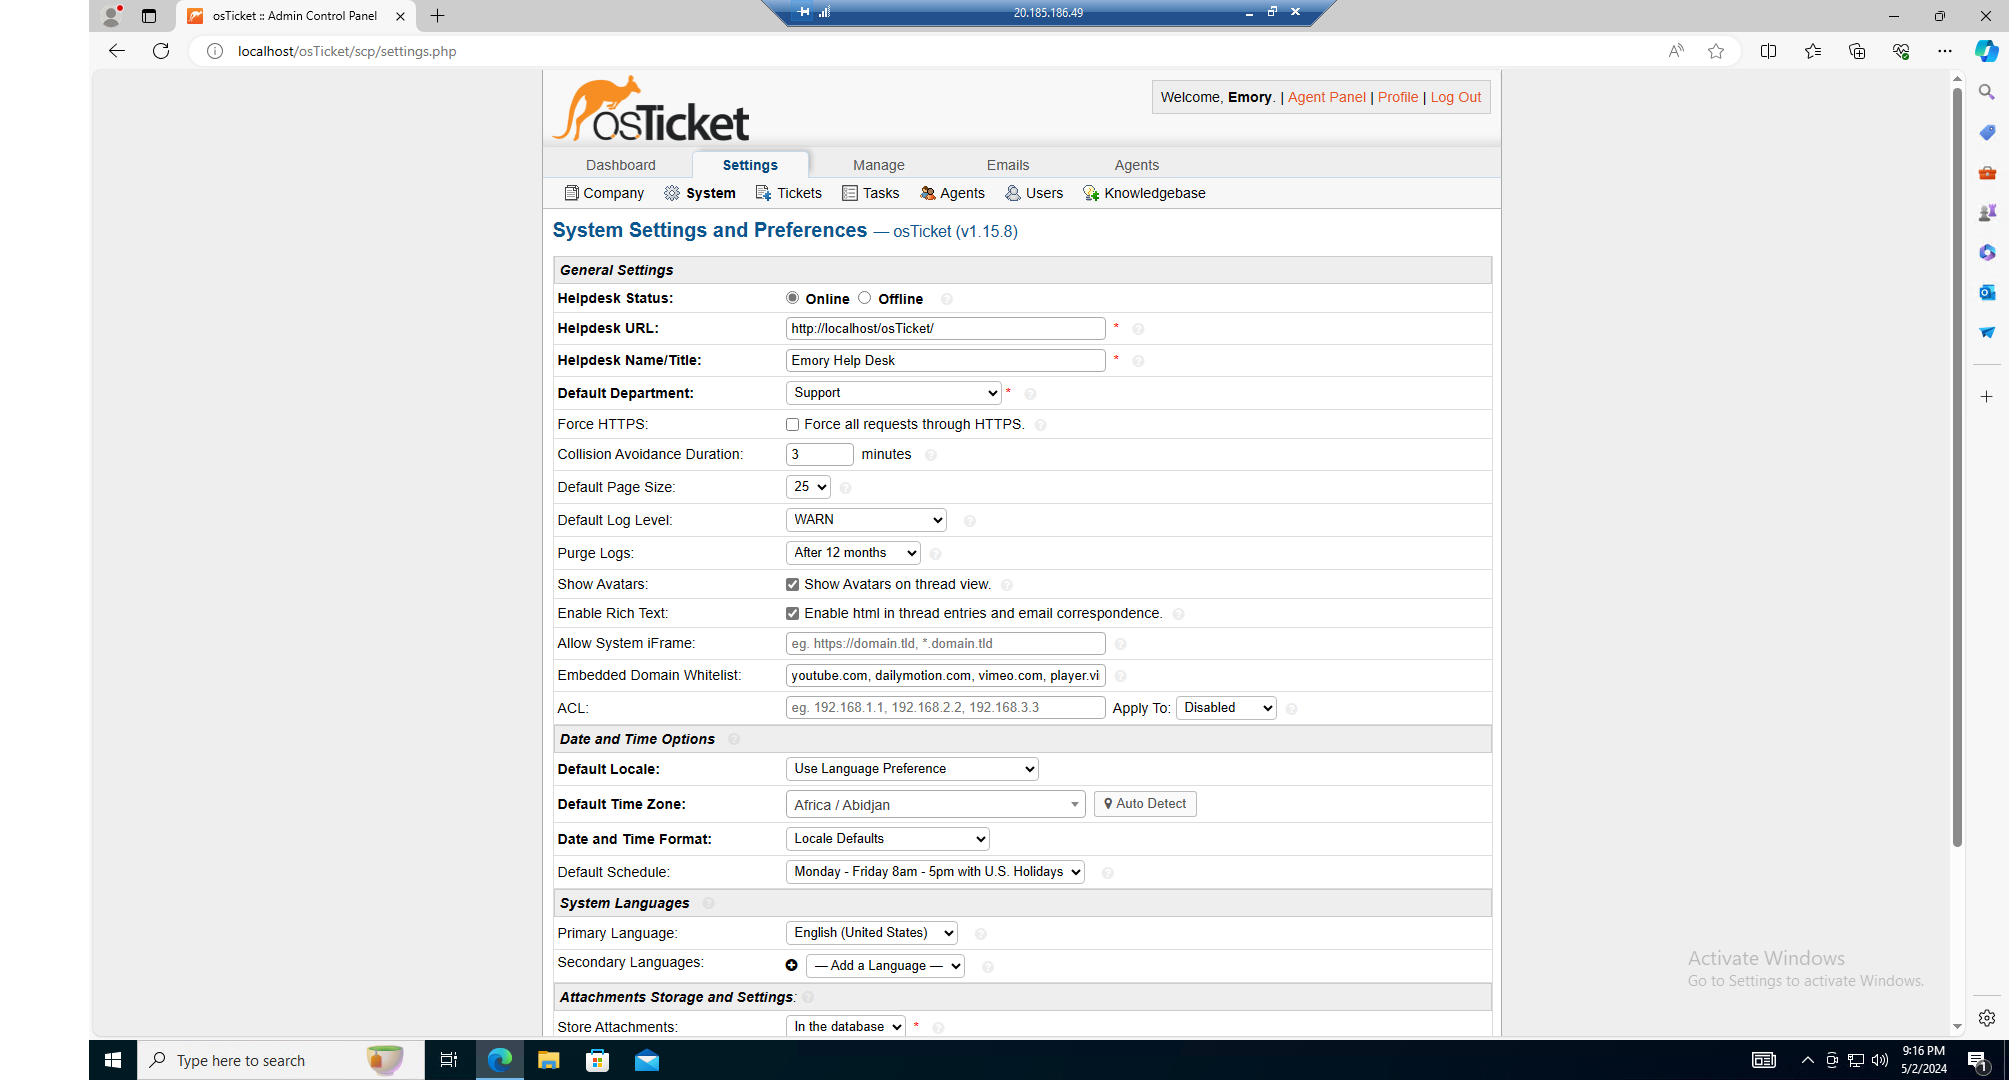 osTicket :: Admin Control Panel
20.185.186.49
localhost/osTicket/scp/settings.php
osTicket
Welcome, Emory. | Agent Panel | Profile | Log Out
Dashboard Settings Manage Emails Agents
Company System Tickets Tasks Agents Users Knowledgebase
System Settings and Preferences — osTicket (v1.15.8)
General Settings
Helpdesk Status: Online Offline
Helpdesk URL: http://localhost/osTicket/ *
Helpdesk Name/Title: Emory Help Desk *
Default Department: Support *
Force HTTPS: Force all requests through HTTPS.
Collision Avoidance Duration: 3 minutes
Default Page Size: 25
Default Log Level: WARN
Purge Logs: After 12 months
Show Avatars: Show Avatars on thread view.
Enable Rich Text: Enable html in thread entries and email correspondence.
Allow System iFrame: eg. https://domain.tld, *.domain.tld
Embedded Domain Whitelist: youtube.com, dailymotion.com, vimeo.com, player.vi
ACL: eg. 192.168.1.1, 192.168.2.2, 192.168.3.3 Apply To: Disabled
Date and Time Options
Default Locale: Use Language Preference
Default Time Zone: Africa / Abidjan Auto Detect
Date and Time Format: Locale Defaults
Default Schedule: Monday - Friday 8am - 5pm with U.S. Holidays
System Languages
Primary Language: English (United States)
Secondary Languages: — Add a Language —
Attachments Storage and Settings:
Store Attachments: In the database *
Activate Windows
Go to Settings to activate Windows.
Type here to search
9:16 PM
5/2/2024
1